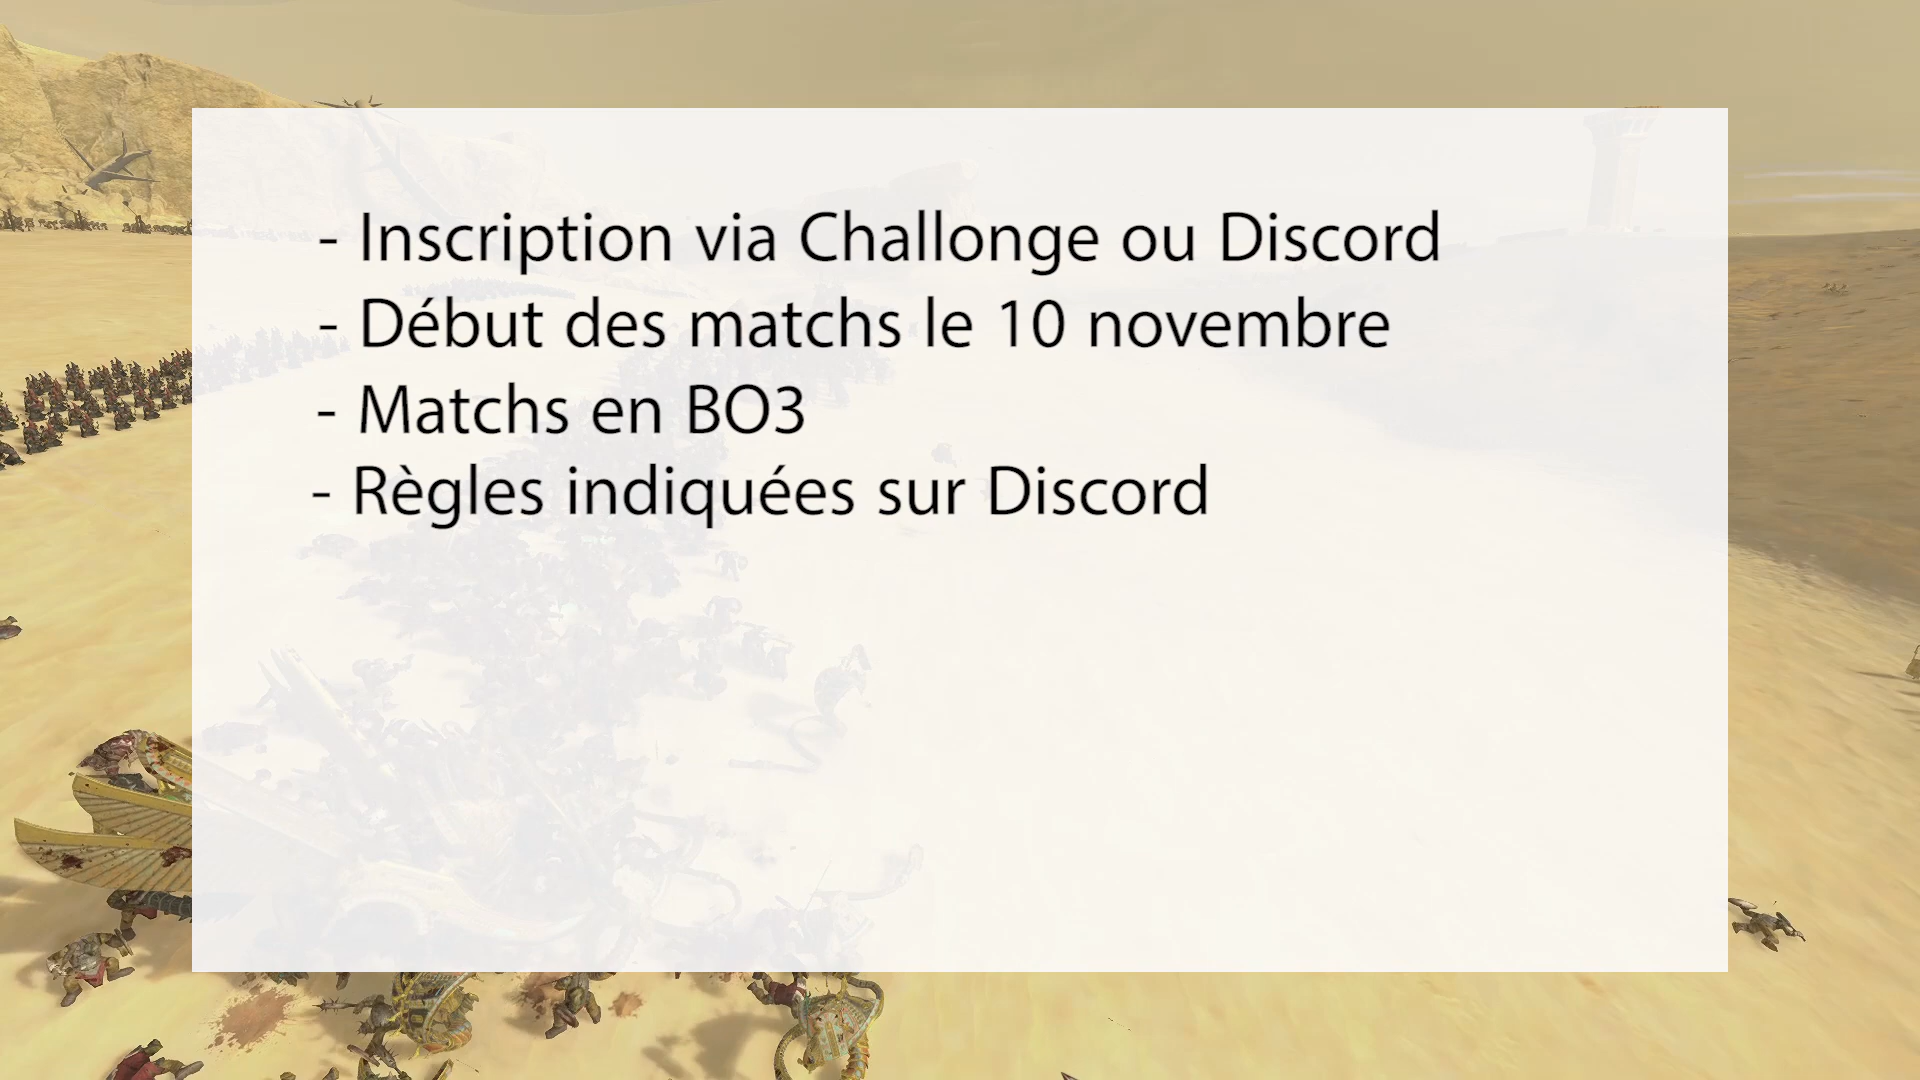 - Inscription via Challonge ou Discord
- Début des matchs le 10 novembre
- Matchs en BO3
- Règles indiquées sur Discord